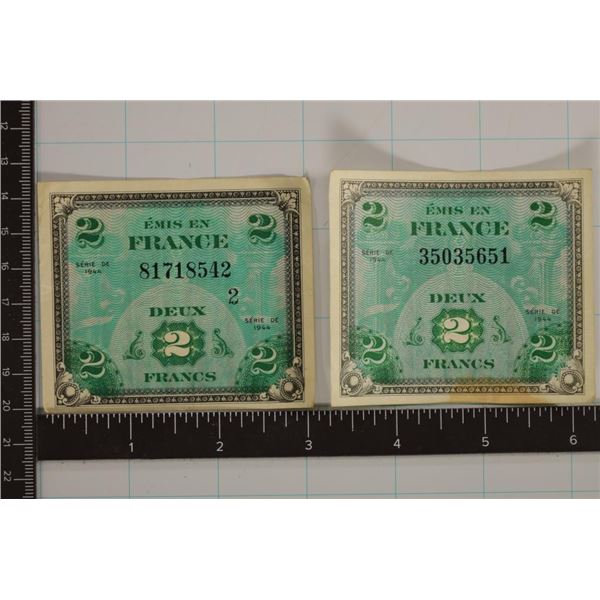 2 ÉMIS EN 2
FRANCE
SÉRIE DE
1944
81718542
2
DEUX
SÉRIE DE
1944
2 2 2
FRANCS
2 ÉMIS EN 2
FRANCE
SÉRIE DE
1944
35035651
DEUX
SÉRIE DE
1944
2 2 2
FRANCS
12
13
14
15
16
17
18
19
20
21
22
1 2 3 4 5 6